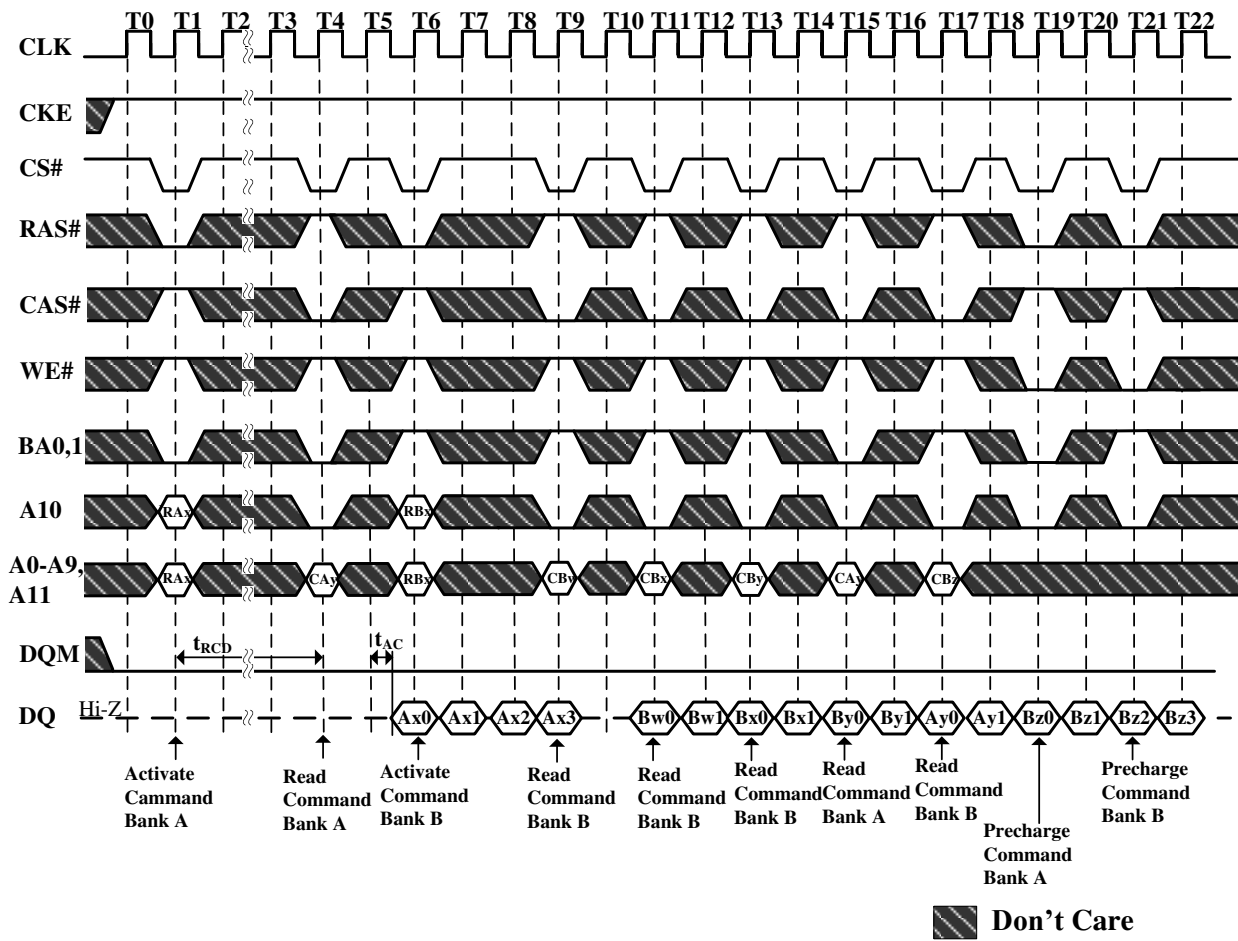 T0 T1 T2 T3 T4 T5 T6 T7 T8 T9 T10 T11 T12 T13 T14 T15 T16 T17 T18 T19 T20 T21 T22
CLK
CKE
CS#
RAS#
CAS#
WE#
BA0,1
A10
RAx RBx
A0-A9,
A11
RAx CAy RBx CBw CBx CBy CAy CBz
DQM
tRCD
tAC
DQ
Hi-Z
Ax0 Ax1 Ax2 Ax3 Bw0 Bw1 Bx0 Bx1 By0 By1 Ay0 Ay1 Bz0 Bz1 Bz2 Bz3
Activate
Cammand
Bank A
Read
Command
Bank A
Activate
Command
Bank B
Read
Command
Bank B
Read
Command
Bank B
Read
Command
Bank B
Read
Command
Bank A
Read
Command
Bank B
Precharge
Command
Bank A
Precharge
Command
Bank B
Don't Care